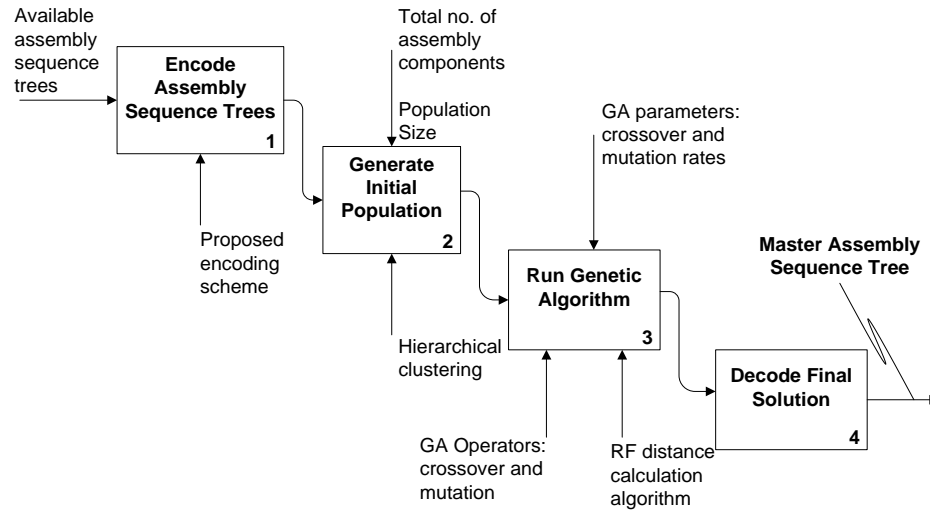 Available
assembly
sequence
trees
Encode
Assembly
Sequence Trees
1
Proposed
encoding
scheme
Total no. of
assembly
components
Population
Size
Generate
Initial
Population
2
Hierarchical
clustering
GA parameters:
crossover and
mutation rates
Run Genetic
Algorithm
3
GA Operators:
crossover and
mutation
RF distance
calculation
algorithm
Decode Final
Solution
4
Master Assembly
Sequence Tree